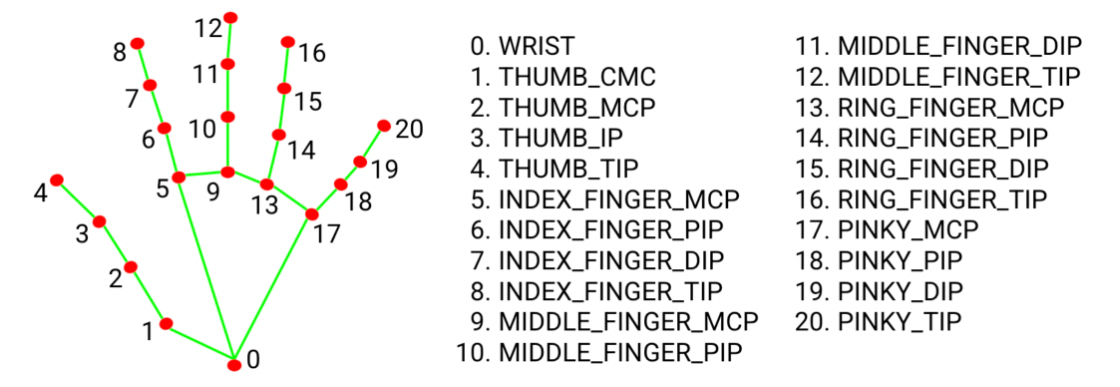 12
8
16
11
7
15
10
20
6
14
19
4
5
9
18
13
3
17
2
1
0
0. WRIST
1. THUMB_CMC
2. THUMB_MCP
3. THUMB_IP
4. THUMB_TIP
5. INDEX_FINGER_MCP
6. INDEX_FINGER_PIP
7. INDEX_FINGER_DIP
8. INDEX_FINGER_TIP
9. MIDDLE_FINGER_MCP
10. MIDDLE_FINGER_PIP
11. MIDDLE_FINGER_DIP
12. MIDDLE_FINGER_TIP
13. RING_FINGER_MCP
14. RING_FINGER_PIP
15. RING_FINGER_DIP
16. RING_FINGER_TIP
17. PINKY_MCP
18. PINKY_PIP
19. PINKY_DIP
20. PINKY_TIP